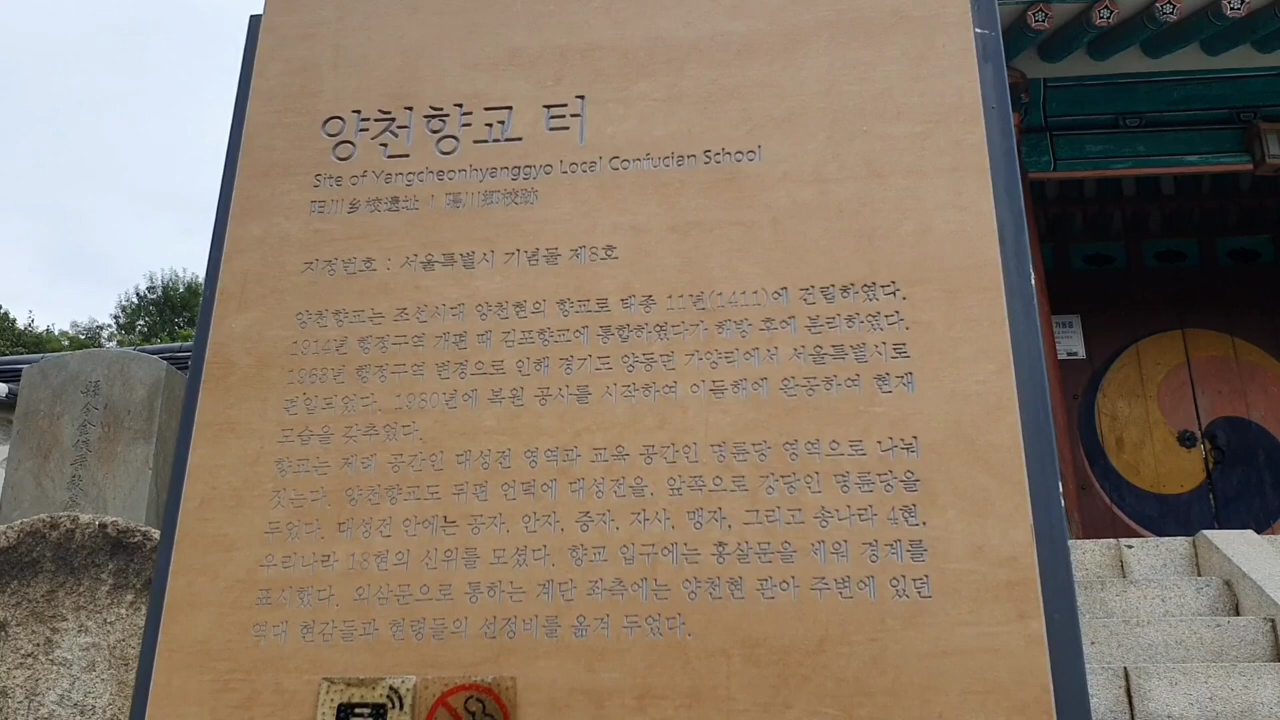 양천향교 터
Site of Yangcheonhyanggyo Local Confucian School
阳川乡校遗址 | 陽川郷校跡
지정번호 : 서울특별시 기념물 제8호
양천향교는 조선시대 양천현의 향교로 태종 11년(1411)에 건립하였다.
1914년 행정구역 개편 때 김포향교에 통합하였다가 해방 후에 분리하였다.
1963년 행정구역 변경으로 인해 경기도 양동면 가양리에서 서울특별시로
편입되었다. 1980년에 복원 공사를 시작하여 이듬해에 완공하여 현재
모습을 갖추었다.
향교는 제례 공간인 대성전 영역과 교육 공간인 명륜당 영역으로 나눠
짓는다. 양천향교도 뒤편 언덕에 대성전을, 앞쪽으로 강당인 명륜당을
두었다. 대성전 안에는 공자, 안자, 증자, 자사, 맹자, 그리고 송나라 4현,
우리나라 18현의 신위를 모셨다. 향교 입구에는 홍살문을 세워 경계를
표시했다. 외삼문으로 통하는 계단 좌측에는 양천현 관아 주변에 있던
역대 현감들과 현령들의 선정비를 옮겨 두었다.